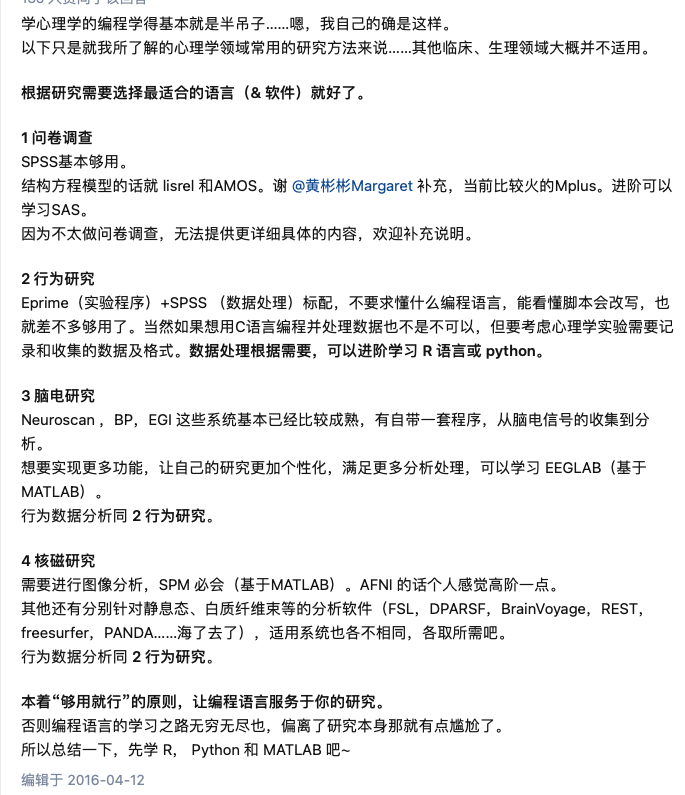 学心理学的编程学得基本就是半吊子……嗯，我自己的确是这样。
以下只是就我所了解的心理学领域常用的研究方法来说……其他临床、生理领域大概并不适用。
根据研究需要选择最适合的语言（& 软件）就好了。
1 问卷调查
SPSS基本够用。
结构方程模型的话就 lisrel 和AMOS。谢 @黄彬彬Margaret 补充，当前比较火的Mplus。进阶可以
学习SAS。
因为不太做问卷调查，无法提供更详细具体的内容，欢迎补充说明。
2 行为研究
Eprime（实验程序）+SPSS （数据处理）标配，不要求懂什么编程语言，能看懂脚本会改写，也
就差不多够用了。当然如果想用C语言编程并处理数据也不是不可以，但要考虑心理学实验需要记
录和收集的数据及格式。数据处理根据需要，可以进阶学习 R 语言或 python。
3 脑电研究
Neuroscan ，BP，EGI 这些系统基本已经比较成熟，有自带一套程序，从脑电信号的收集到分
析。
想要实现更多功能，让自己的研究更加个性化，满足更多分析处理，可以学习 EEGLAB（基于
MATLAB）。
行为数据分析同 2 行为研究。
4 核磁研究
需要进行图像分析，SPM 必会（基于MATLAB）。AFNI 的话个人感觉高阶一点。
其他还有分别针对静息态、白质纤维束等的分析软件（FSL，DPARSF，BrainVoyage，REST，
freesurfer，PANDA……海了去了），适用系统也各不相同，各取所需吧。
行为数据分析同 2 行为研究。
本着“够用就行”的原则，让编程语言服务于你的研究。
否则编程语言的学习之路无穷无尽也，偏离了研究本身那就有点尴尬了。
所以总结一下，先学 R， Python 和 MATLAB 吧~
编辑于 2016-04-12